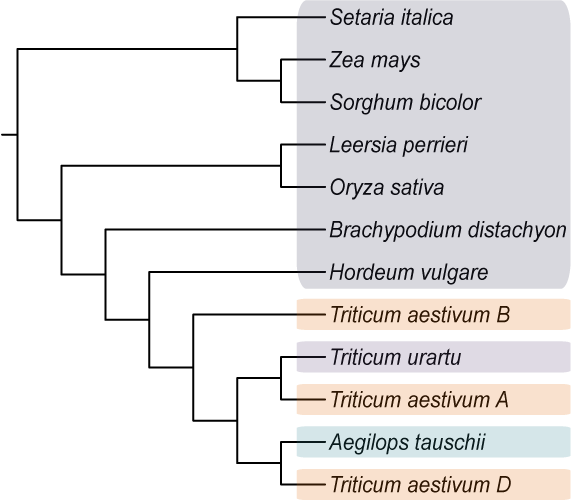 Setaria italica
Zea mays
Sorghum bicolor
Leersia perrieri
Oryza sativa
Brachypodium distachyon
Hordeum vulgare
Triticum aestivum B
Triticum urartu
Triticum aestivum A
Aegilops tauschii
Triticum aestivum D